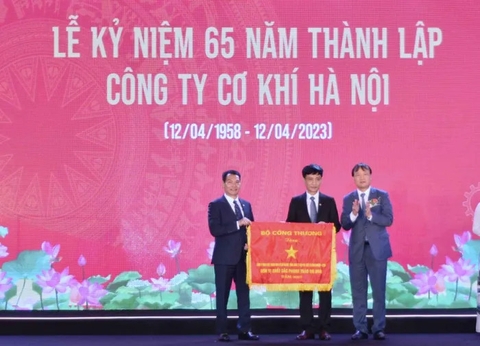 LỄ KỶ NIỆM 65 NĂM THÀNH LẬP
CÔNG TY CƠ KHÍ HÀ NỘI
(12/04/1958 - 12/04/2023)
BỘ CÔNG THƯƠNG